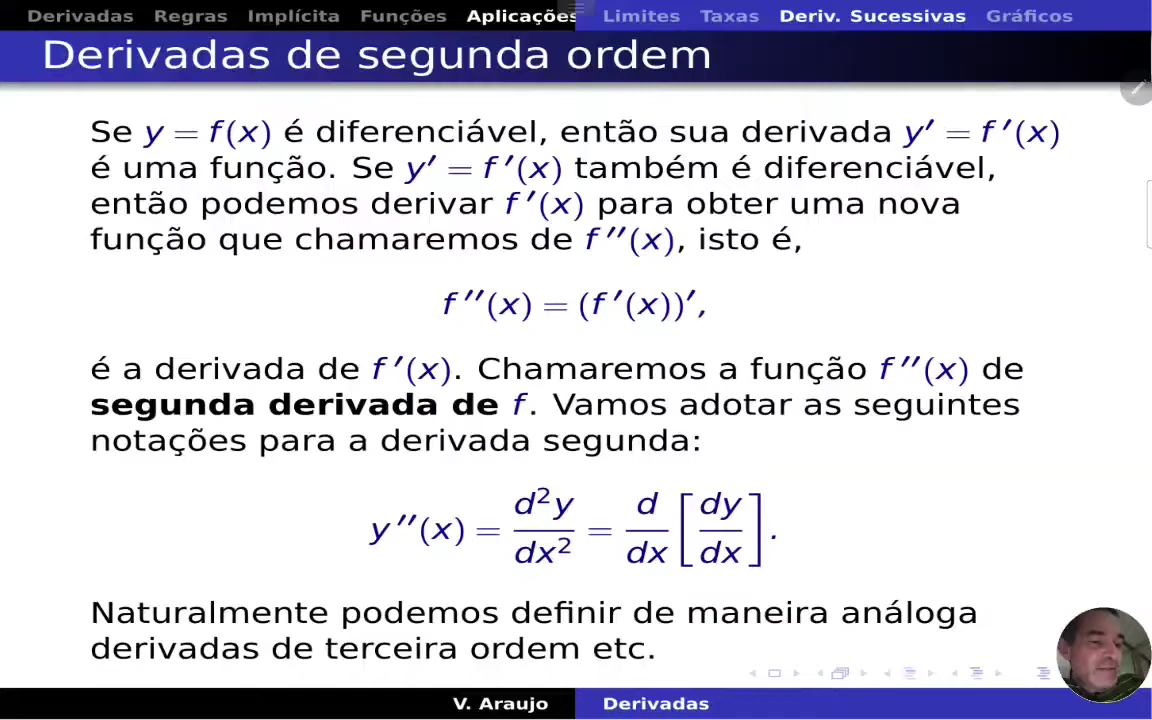 Derivadas Regras Implícita Funções Aplicações Limites Taxas Deriv. Sucessivas Gráficos
Derivadas de segunda ordem
Se y = f(x) é diferenciável, então sua derivada y′ = f′(x)
é uma função. Se y′ = f′(x) também é diferenciável,
então podemos derivar f′(x) para obter uma nova
função que chamaremos de f′′(x), isto é,
f′′(x) = (f′(x))′,
é a derivada de f′(x). Chamaremos a função f′′(x) de
segunda derivada de f. Vamos adotar as seguintes
notações para a derivada segunda:
y′′(x) = d²y/dx² = d/dx [dy/dx].
Naturalmente podemos definir de maneira análoga
derivadas de terceira ordem etc.
V. Araujo Derivadas